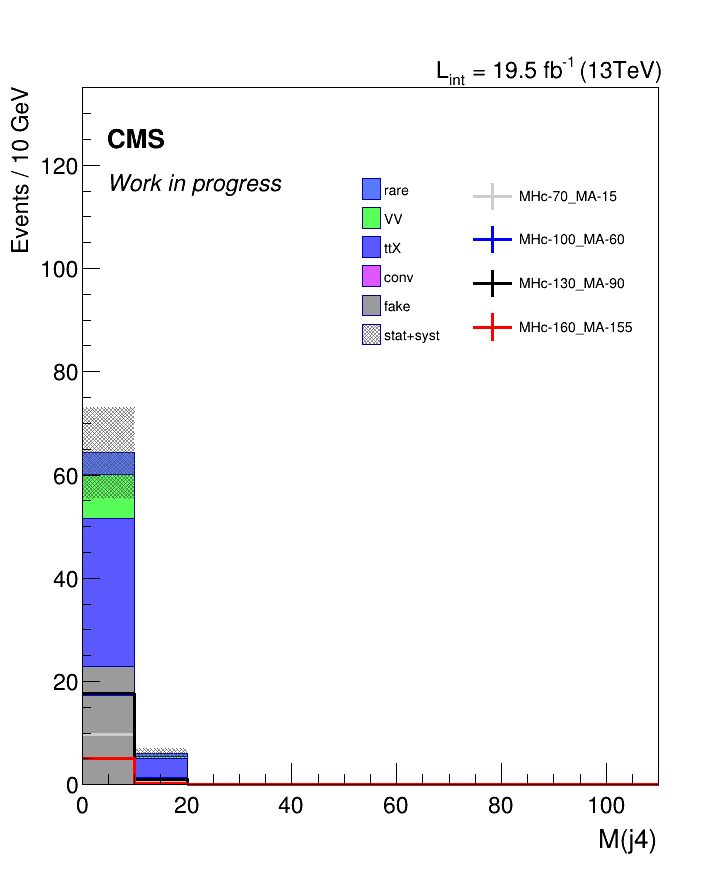 L_int = 19.5 fb^-1 (13TeV)
Events / 10 GeV
CMS
Work in progress
rare
VV
ttX
conv
fake
stat+syst
MHc-70_MA-15
MHc-100_MA-60
MHc-130_MA-90
MHc-160_MA-155
120
100
80
60
40
20
0
0 20 40 60 80 100
M(j4)